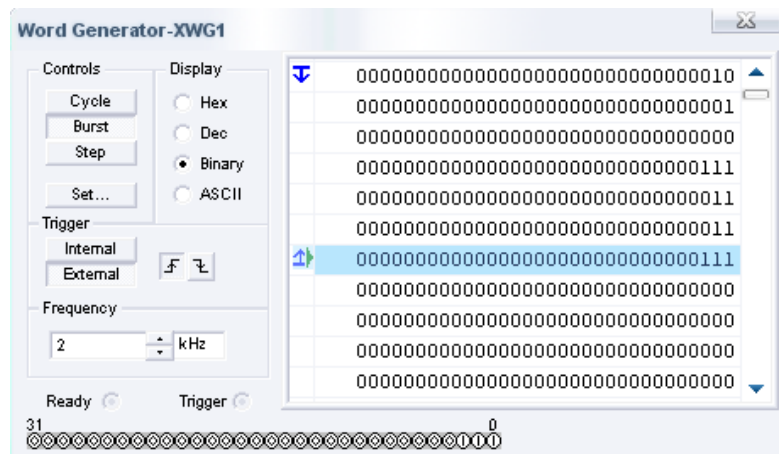 Word Generator-XWG1
Controls
Cycle
Burst
Step
Set...
Display
Hex
Dec
Binary
ASCII
Trigger
Internal
External
Frequency
2 kHz
Ready Trigger
00000000000000000000000000000010
00000000000000000000000000000001
00000000000000000000000000000000
00000000000000000000000000000111
00000000000000000000000000000011
00000000000000000000000000000011
00000000000000000000000000000111
00000000000000000000000000000000
00000000000000000000000000000000
00000000000000000000000000000000
00000000000000000000000000000000
31 0